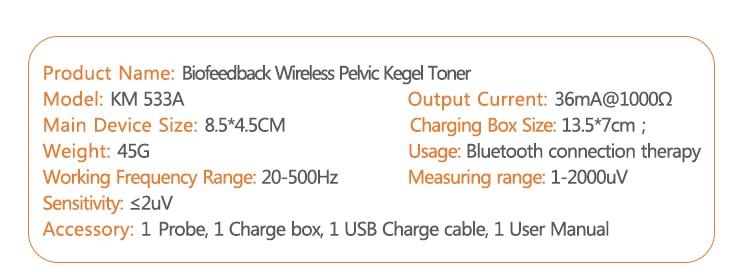 Product Name: Biofeedback Wireless Pelvic Kegel Toner
Model: KM 533A Output Current: 36mA@1000Ω
Main Device Size: 8.5*4.5CM Charging Box Size: 13.5*7cm ;
Weight: 45G Usage: Bluetooth connection therapy
Working Frequency Range: 20-500Hz Measuring range: 1-2000uV
Sensitivity: ≤2uV
Accessory: 1 Probe, 1 Charge box, 1 USB Charge cable, 1 User Manual